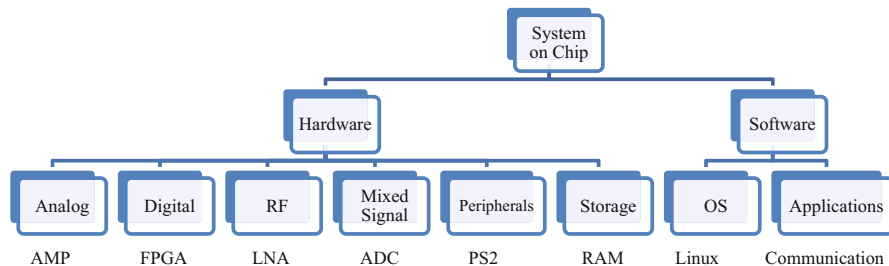 System
on Chip
Hardware
Software
Analog
Digital
RF
Mixed
Signal
Peripherals
Storage
OS
Applications
AMP
FPGA
LNA
ADC
PS2
RAM
Linux
Communication